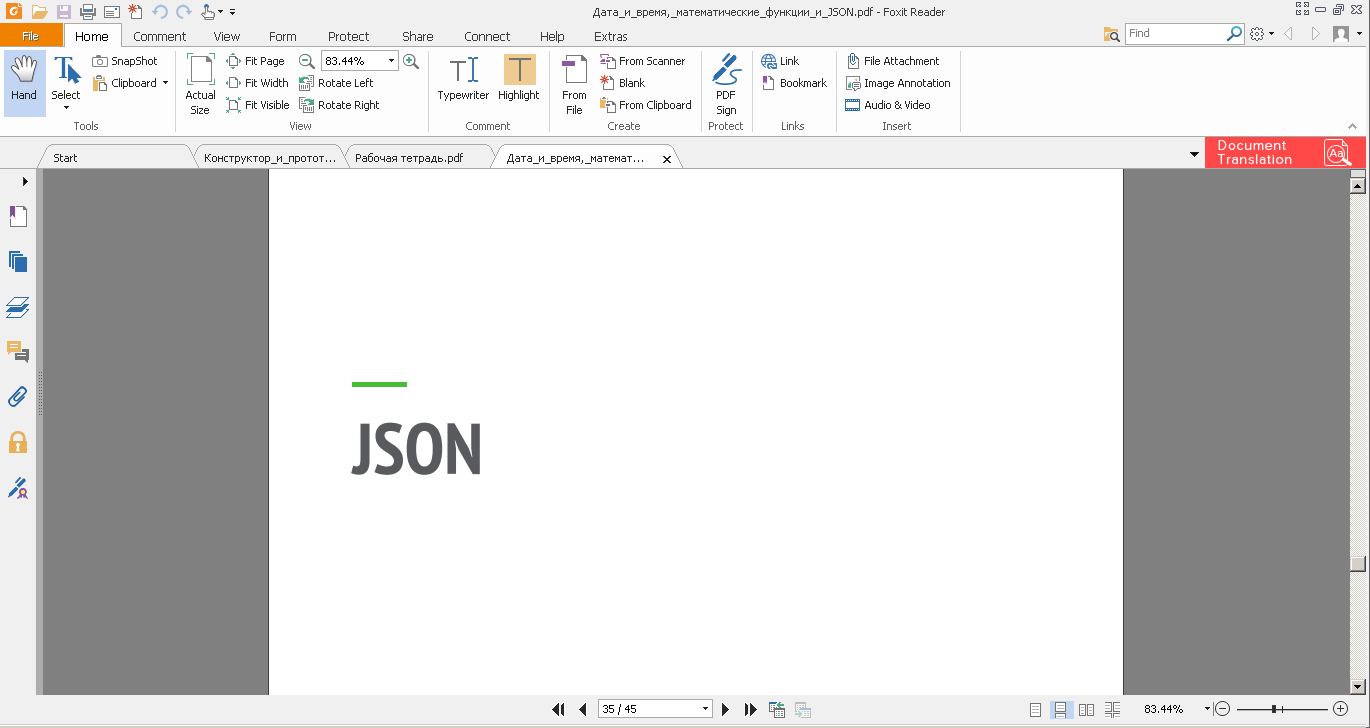 Дата_и_время,_математические_функции_и_JSON.pdf - Foxit Reader
File Home Comment View Form Protect Share Connect Help Extras Find
Hand
Select
SnapShot
Clipboard
Tools
Actual
Size
Fit Page
Fit Width
Fit Visible
83.44%
Rotate Left
Rotate Right
View
Typewriter
Highlight
Comment
From
File
From Scanner
Blank
From Clipboard
Create
PDF
Sign
Protect
Link
Bookmark
Links
File Attachment
Image Annotation
Audio & Video
Insert
Start
Конструктор_и_протот...
Рабочая тетрадь.pdf
Дата_и_время,_математ...
Document
Translation
Aa
JSON
35 / 45
83.44%